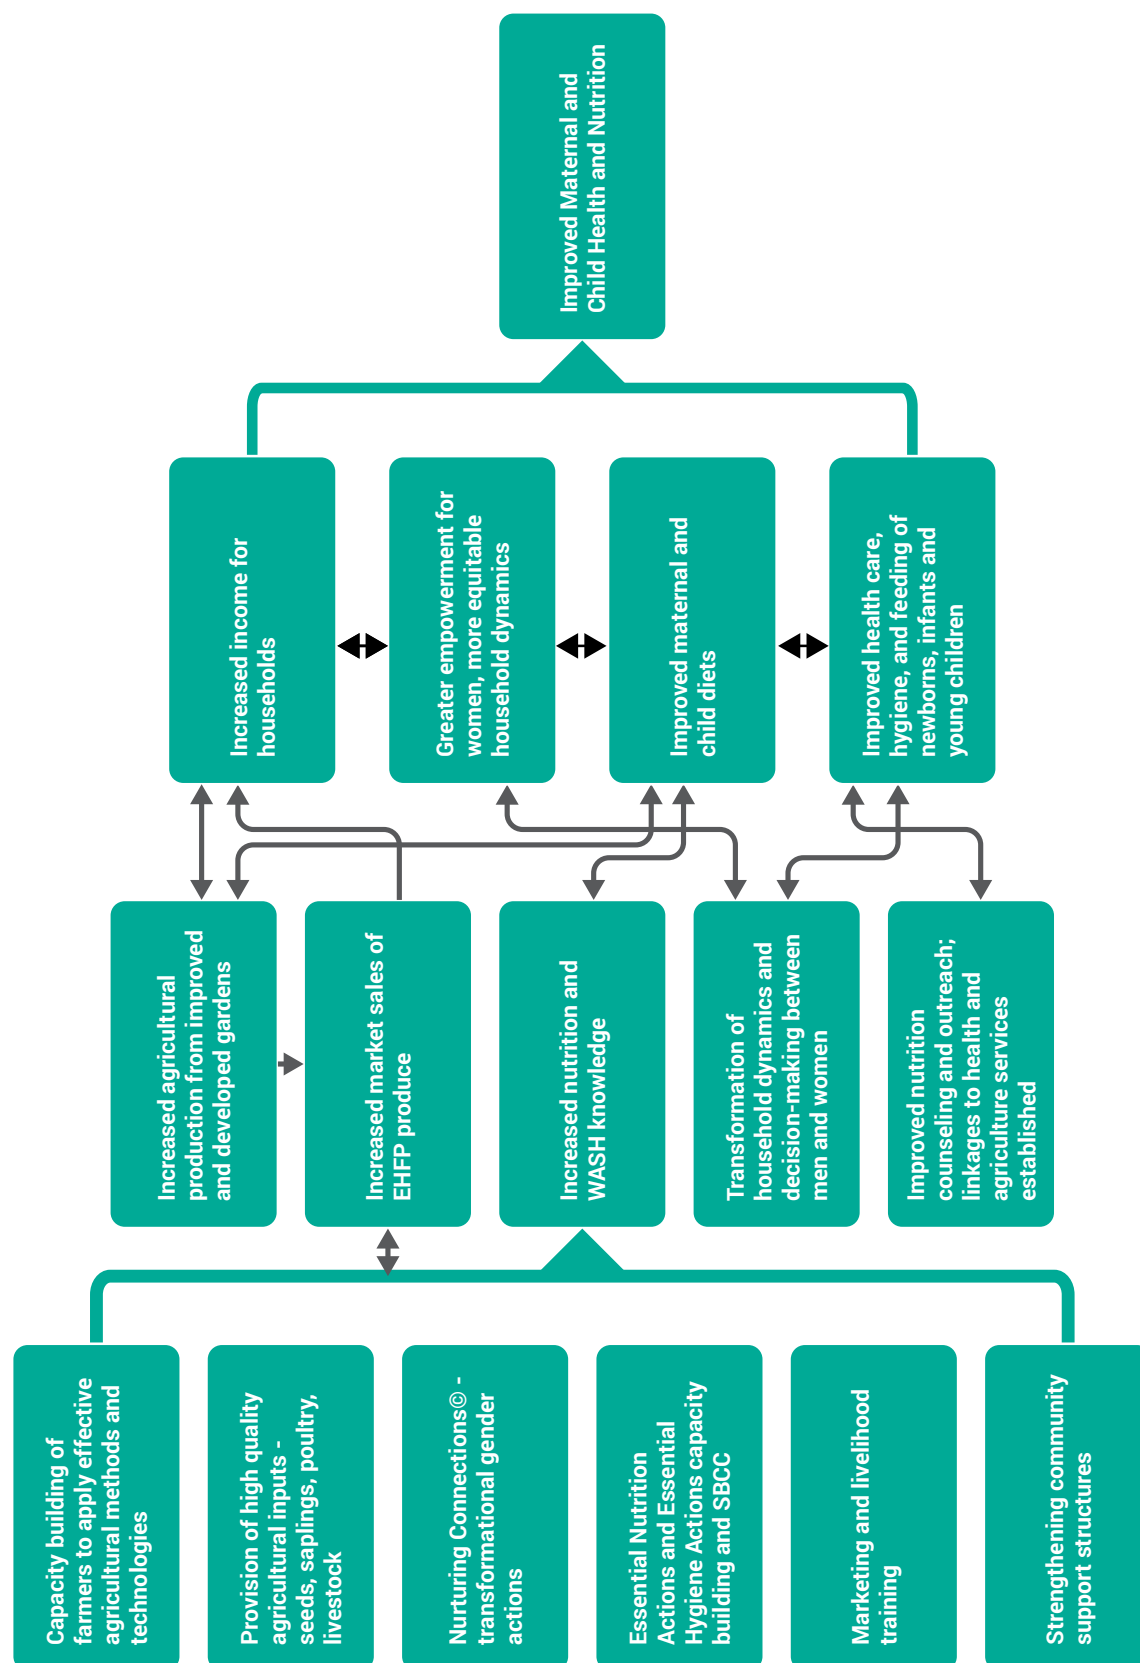 Capacity building of
farmers to apply effective
agricultural methods and
technologies
Provision of high quality
agricultural inputs -
seeds, saplings, poultry,
livestock
Nurturing Connections© -
transformational gender
actions
Essential Nutrition
Actions and Essential
Hygiene Actions capacity
building and SBCC
Marketing and livelihood
training
Strengthening community
support structures
Increased agricultural
production from improved
and developed gardens
Increased market sales of
EHFP produce
Increased nutrition and
WASH knowledge
Transformation of
household dynamics and
decision-making between
men and women
Improved nutrition
counseling and outreach;
linkages to health and
agriculture services
established
Increased income for
households
Greater empowerment for
women, more equitable
household dynamics
Improved maternal and
child diets
Improved health care,
hygiene, and feeding of
newborns, infants and
young children
Improved Maternal and
Child Health and Nutrition